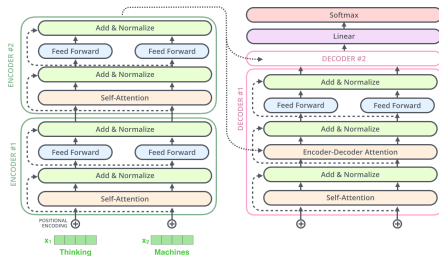 ENCODER #2
Add & Normalize
Feed Forward
Feed Forward
Add & Normalize
Self-Attention
ENCODER #1
Add & Normalize
Feed Forward
Feed Forward
Add & Normalize
Self-Attention
POSITIONAL
ENCODING
x₁
Thinking
x₂
Machines
Softmax
Linear
DECODER #2
DECODER #1
Add & Normalize
Feed Forward
Feed Forward
Add & Normalize
Encoder-Decoder Attention
Add & Normalize
Self-Attention